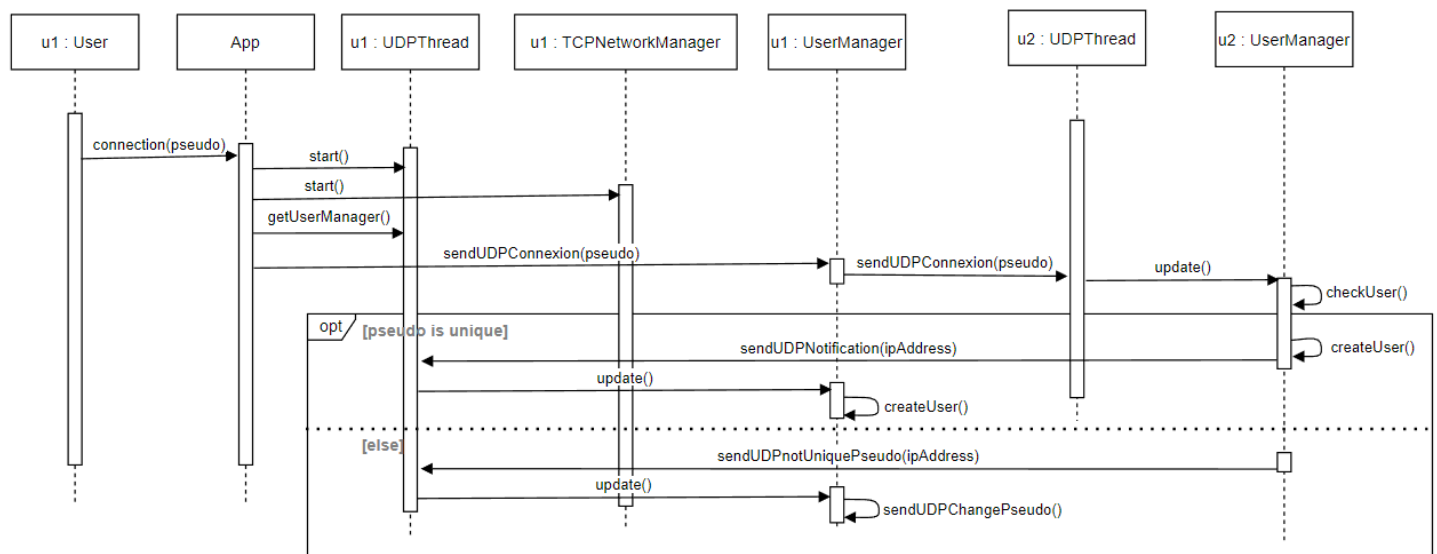 u1 : User
App
u1 : UDPThread
u1 : TCPNetworkManager
u1 : UserManager
u2 : UDPThread
u2 : UserManager
connection(pseudo)
start()
start()
getUserManager()
sendUDPConnexion(pseudo)
sendUDPConnexion(pseudo)
update()
checkUser()
opt
[pseudo is unique]
createUser()
sendUDPNotification(ipAddress)
update()
createUser()
[else]
sendUDPnotUniquePseudo(ipAddress)
update()
sendUDPChangePseudo()